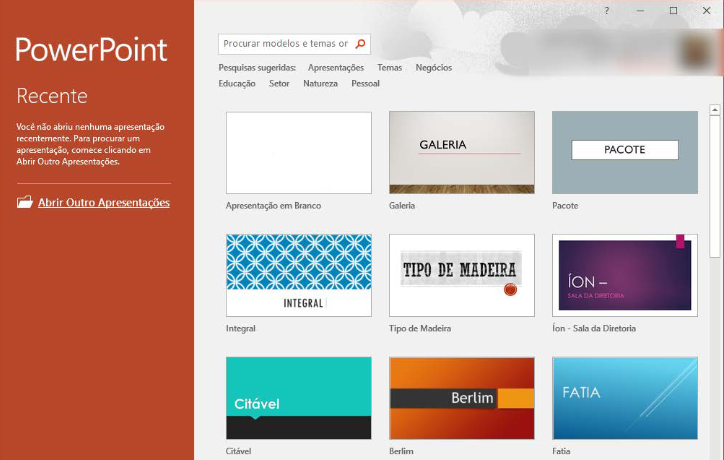 PowerPoint
Recente
Você não abriu nenhuma apresentação
recentemente. Para procurar um
apresentação, comece clicando em
Abrir Outro Apresentações.
Abrir Outro Apresentações
?
Procurar modelos e temas or
Pesquisas sugeridas: Apresentações Temas Negócios
Educação Setor Natureza Pessoal
Apresentação em Branco
GALERIA
Galeria
PACOTE
Pacote
INTEGRAL
Integral
TIPO DE MADEIRA
Tipo de Madeira
ÍON –
SALA DA DIRETORIA
Íon - Sala da Diretoria
Citável
Citável
Berlim
Berlim
FATIA
Fatia